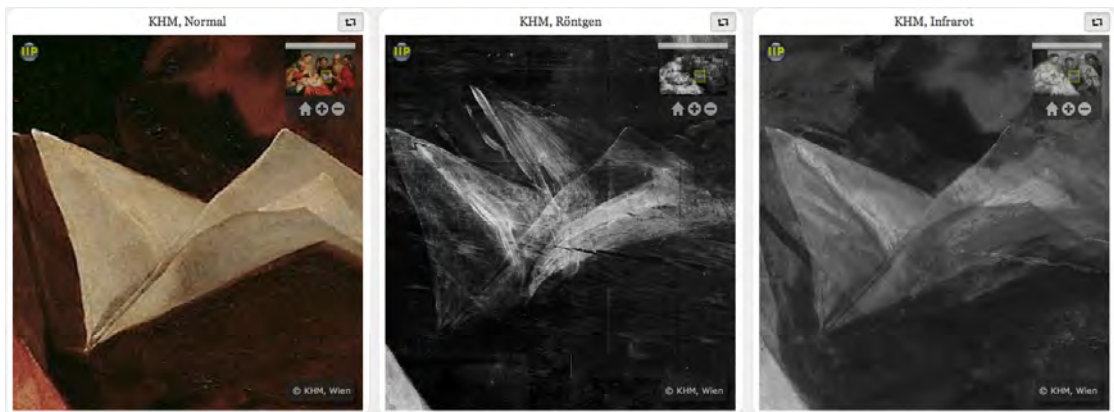 KHM, Normal
KHM, Röntgen
KHM, Infrarot
IIP
IIP
IIP
© KHM, Wien
© KHM, Wien
© KHM, Wien